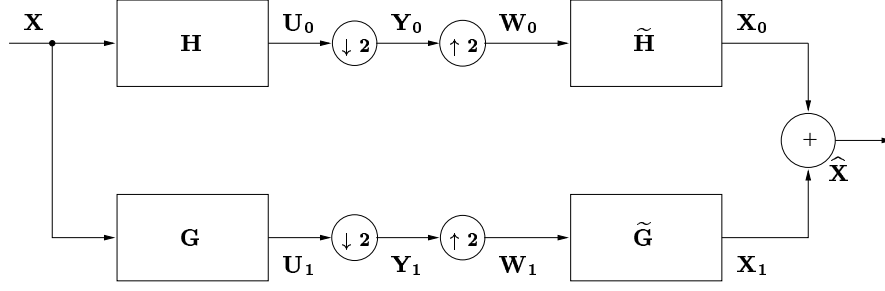 X U₀ Y₀ W₀ X₀
H ↓ 2 ↑ 2 H̃
+
X̂
G ↓ 2 ↑ 2 G̃
U₁ Y₁ W₁ X₁